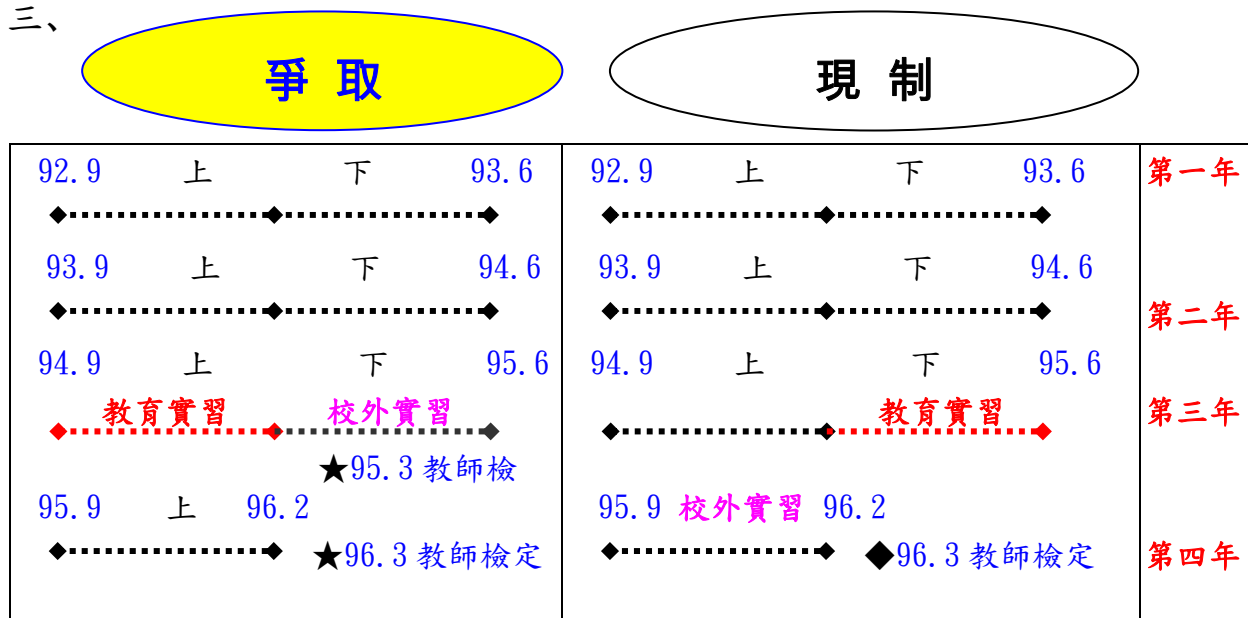 三、
爭取 現制
92.9 上 下 93.6 92.9 上 下 93.6 第一年
93.9 上 下 94.6 93.9 上 下 94.6
第二年
94.9 上 下 95.6 94.9 上 下 95.6
教育實習 校外實習 教育實習 第三年
★95.3 教師檢
95.9 上 96.2 95.9 校外實習 96.2
★96.3 教師檢定 ◆96.3 教師檢定 第四年